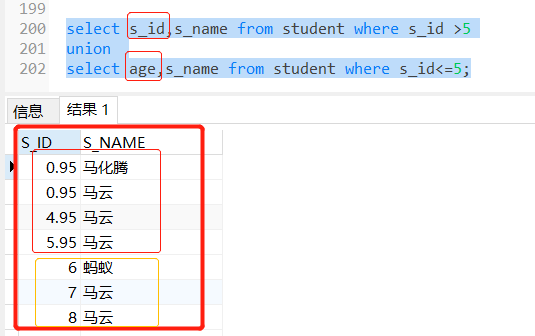 199
200 select s_id,s_name from student where s_id >5
201 union
202 select age,s_name from student where s_id<=5;
信息 结果 1
S_ID S_NAME
0.95 马化腾
0.95 马云
4.95 马云
5.95 马云
6 蚂蚁
7 马云
8 马云